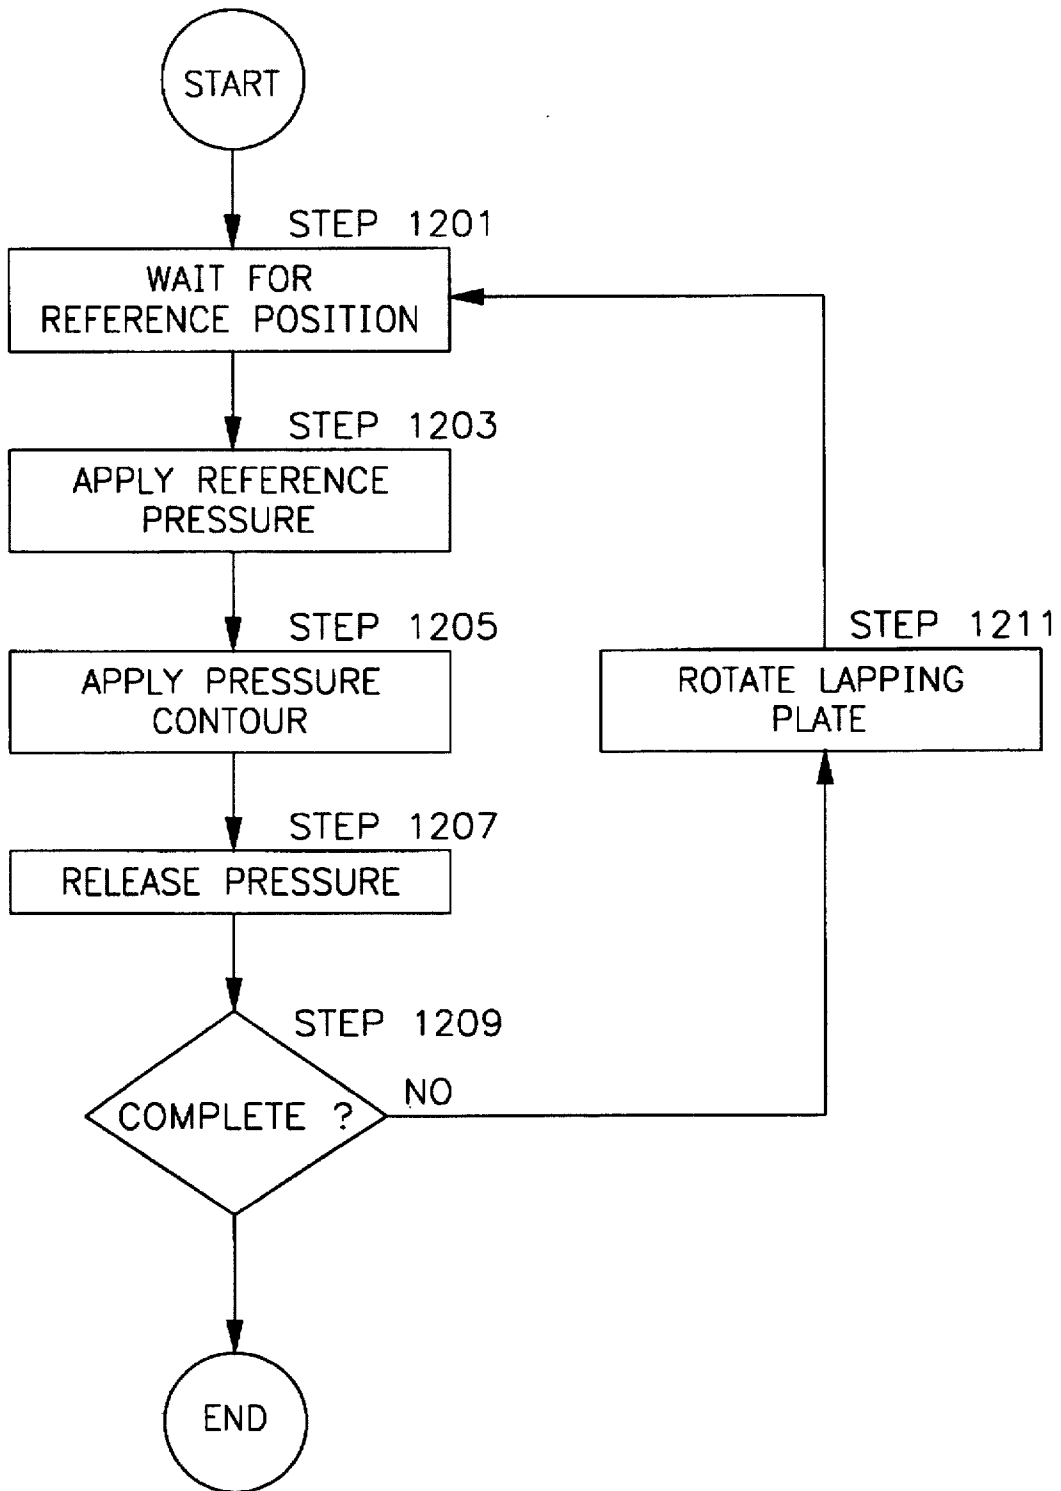 START
STEP 1201
WAIT FOR
REFERENCE POSITION
STEP 1203
APPLY REFERENCE
PRESSURE
STEP 1205
APPLY PRESSURE
CONTOUR
STEP 1211
ROTATE LAPPING
PLATE
STEP 1207
RELEASE PRESSURE
STEP 1209
COMPLETE ?
NO
END